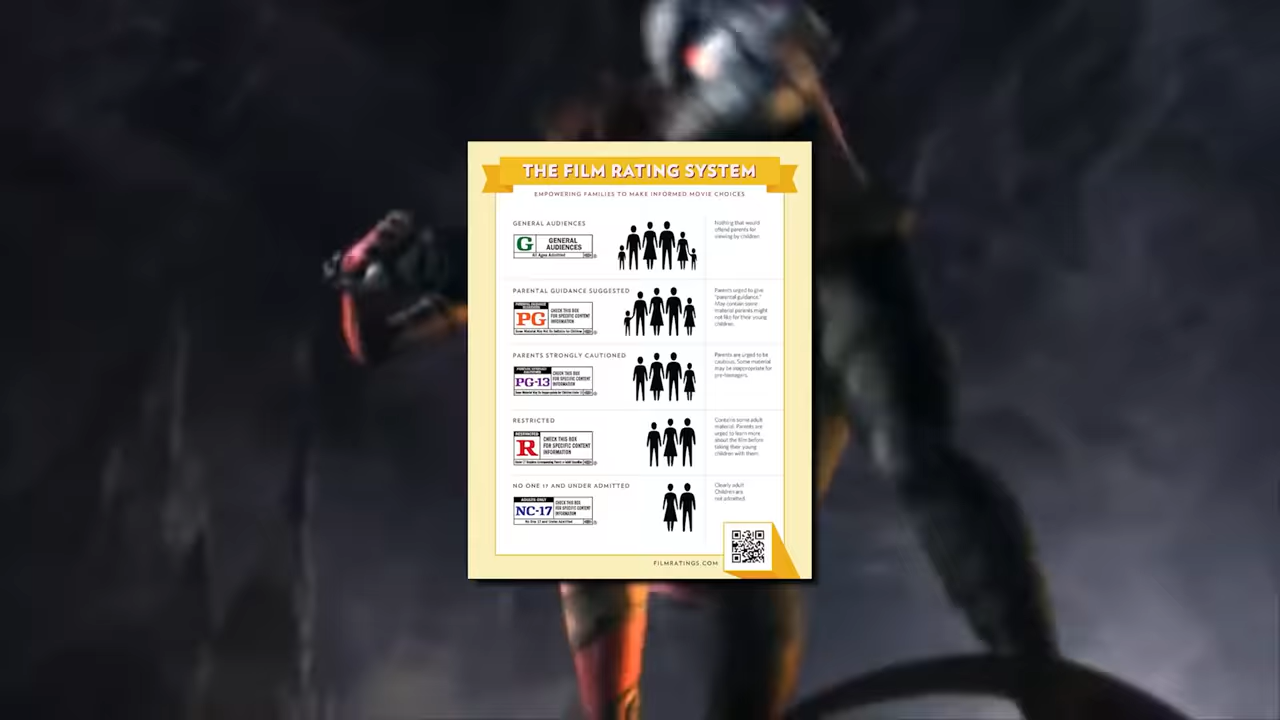 THE FILM RATING SYSTEM
EMPOWERING FAMILIES TO MAKE INFORMED MOVIE CHOICES
GENERAL AUDIENCES
G
GENERAL
AUDIENCES
All Ages Admitted
Nothing that would
offend parents for
viewing by children
PARENTAL GUIDANCE SUGGESTED
PG
CHECK THIS BOX
FOR SPECIFIC CONTENT
INFORMATION
Parents urged to give
"parental guidance."
May contain some
material parents might
not like for their young
children.
PARENTS STRONGLY CAUTIONED
PG-13
CHECK THIS BOX
FOR SPECIFIC CONTENT
INFORMATION
Parents are urged to be
cautious. Some material
may be inappropriate for
pre-teenagers.
RESTRICTED
RESTRICTED
R
CHECK THIS BOX
FOR SPECIFIC CONTENT
INFORMATION
Contains some adult
material. Parents are
urged to learn more
about the film before
taking their young
children with them.
NO ONE 17 AND UNDER ADMITTED
ADULTS ONLY
NC-17
CHECK THIS BOX
FOR SPECIFIC CONTENT
INFORMATION
No One 17 and Under Admitted
Clearly adult
Children are
not admitted.
FILMRATINGS.COM